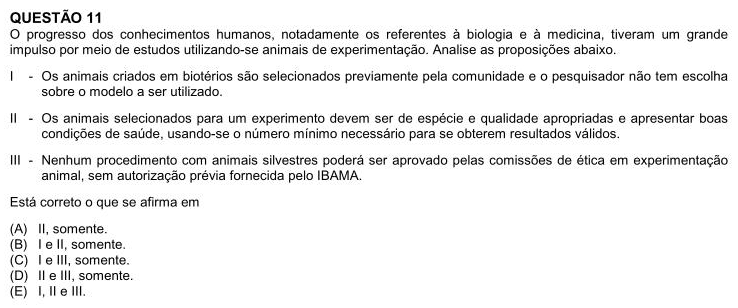 QUESTÃO 11
O progresso dos conhecimentos humanos, notadamente os referentes à biologia e à medicina, tiveram um grande
impulso por meio de estudos utilizando-se animais de experimentação. Analise as proposições abaixo.
I - Os animais criados em biotérios são selecionados previamente pela comunidade e o pesquisador não tem escolha
sobre o modelo a ser utilizado.
II - Os animais selecionados para um experimento devem ser de espécie e qualidade apropriadas e apresentar boas
condições de saúde, usando-se o número mínimo necessário para se obterem resultados válidos.
III - Nenhum procedimento com animais silvestres poderá ser aprovado pelas comissões de ética em experimentação
animal, sem autorização prévia fornecida pelo IBAMA.
Está correto o que se afirma em
(A) II, somente.
(B) I e II, somente.
(C) I e III, somente.
(D) II e III, somente.
(E) I, II e III.